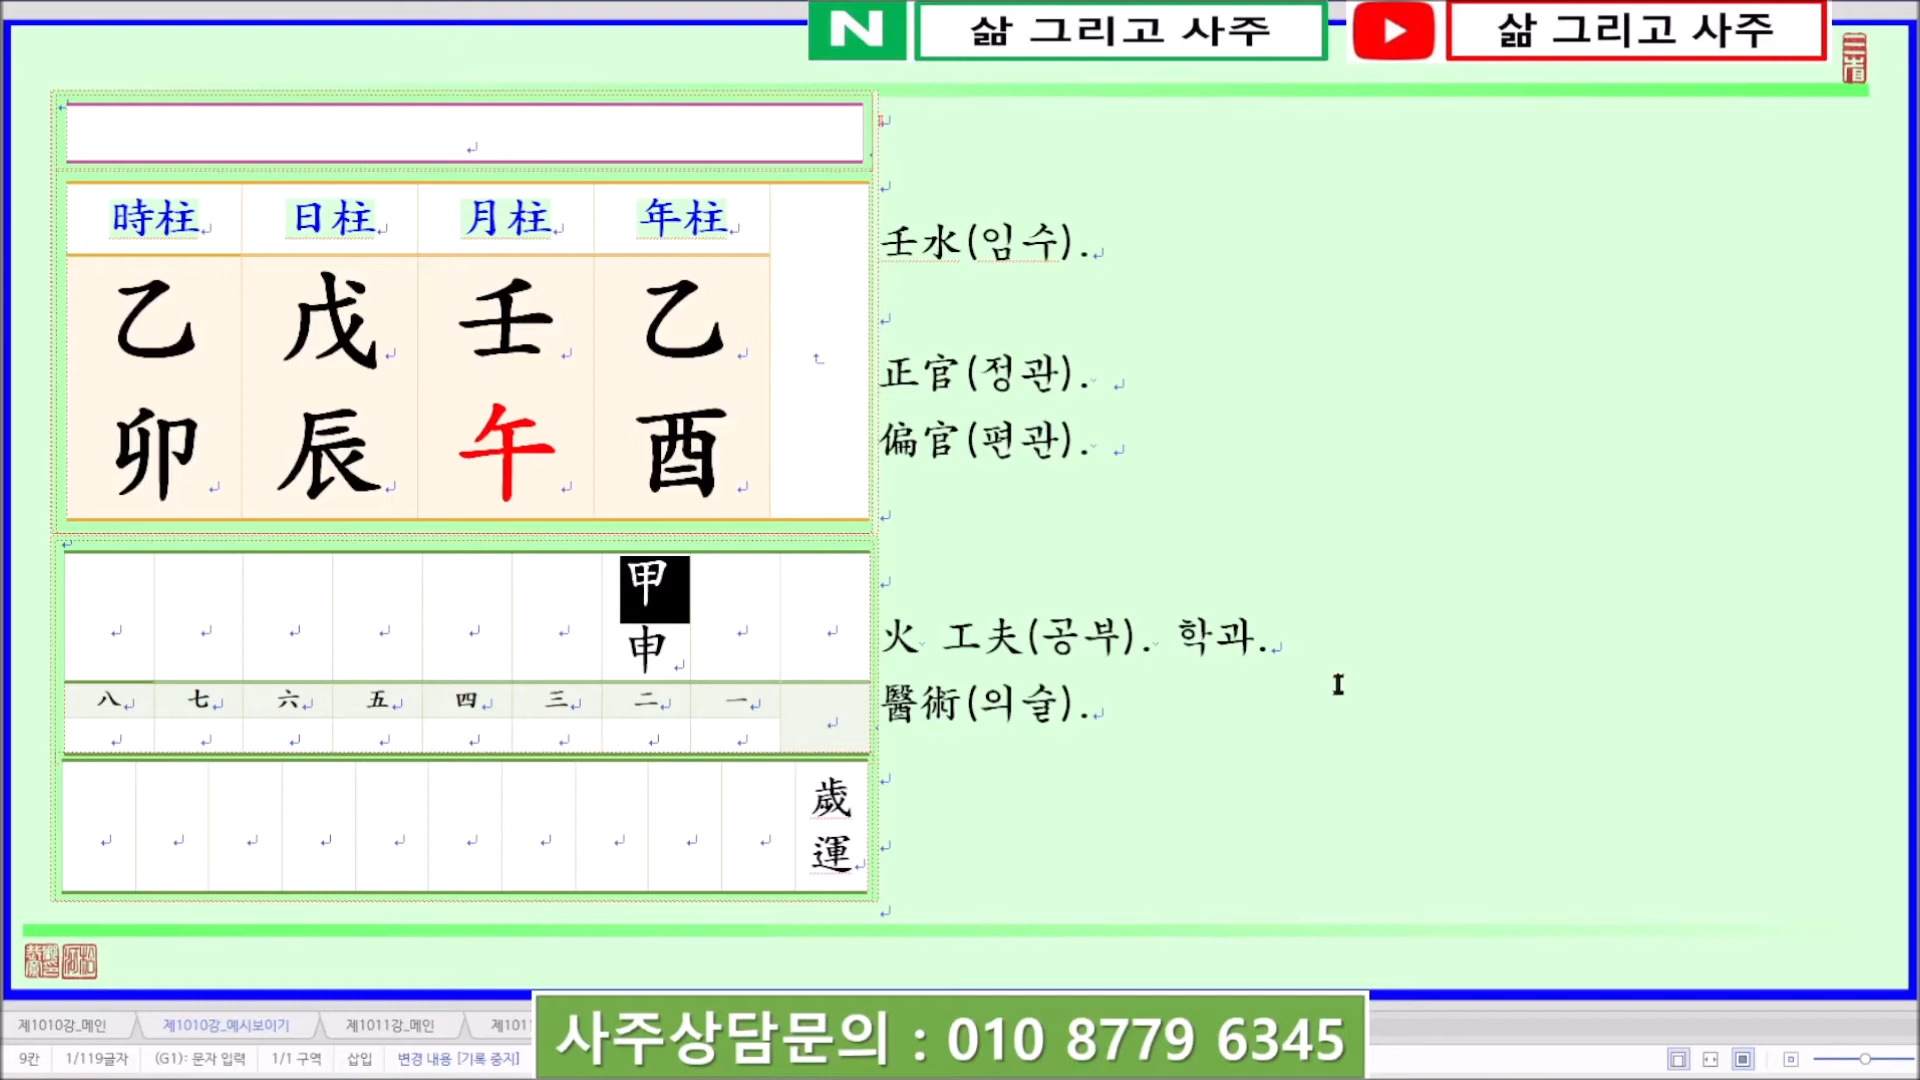 N 삶 그리고 사주 삶 그리고 사주
時柱 日柱 月柱 年柱
乙 戊 壬 乙
卯 辰 午 酉
甲
申
八 七 六 五 四 三 二 一
歲
運
壬水(임수).
正官(정관).
偏官(편관).
火 工夫(공부). 학과.
醫術(의술).
제1010강_메인 제1010강_예시보이기 제1011강_메인 제101
9칸 1/119글자 (G1): 문자 입력 1/1 구역 삽입 변경 내용 [기록 중지]
사주상담문의 : 010 8779 6345